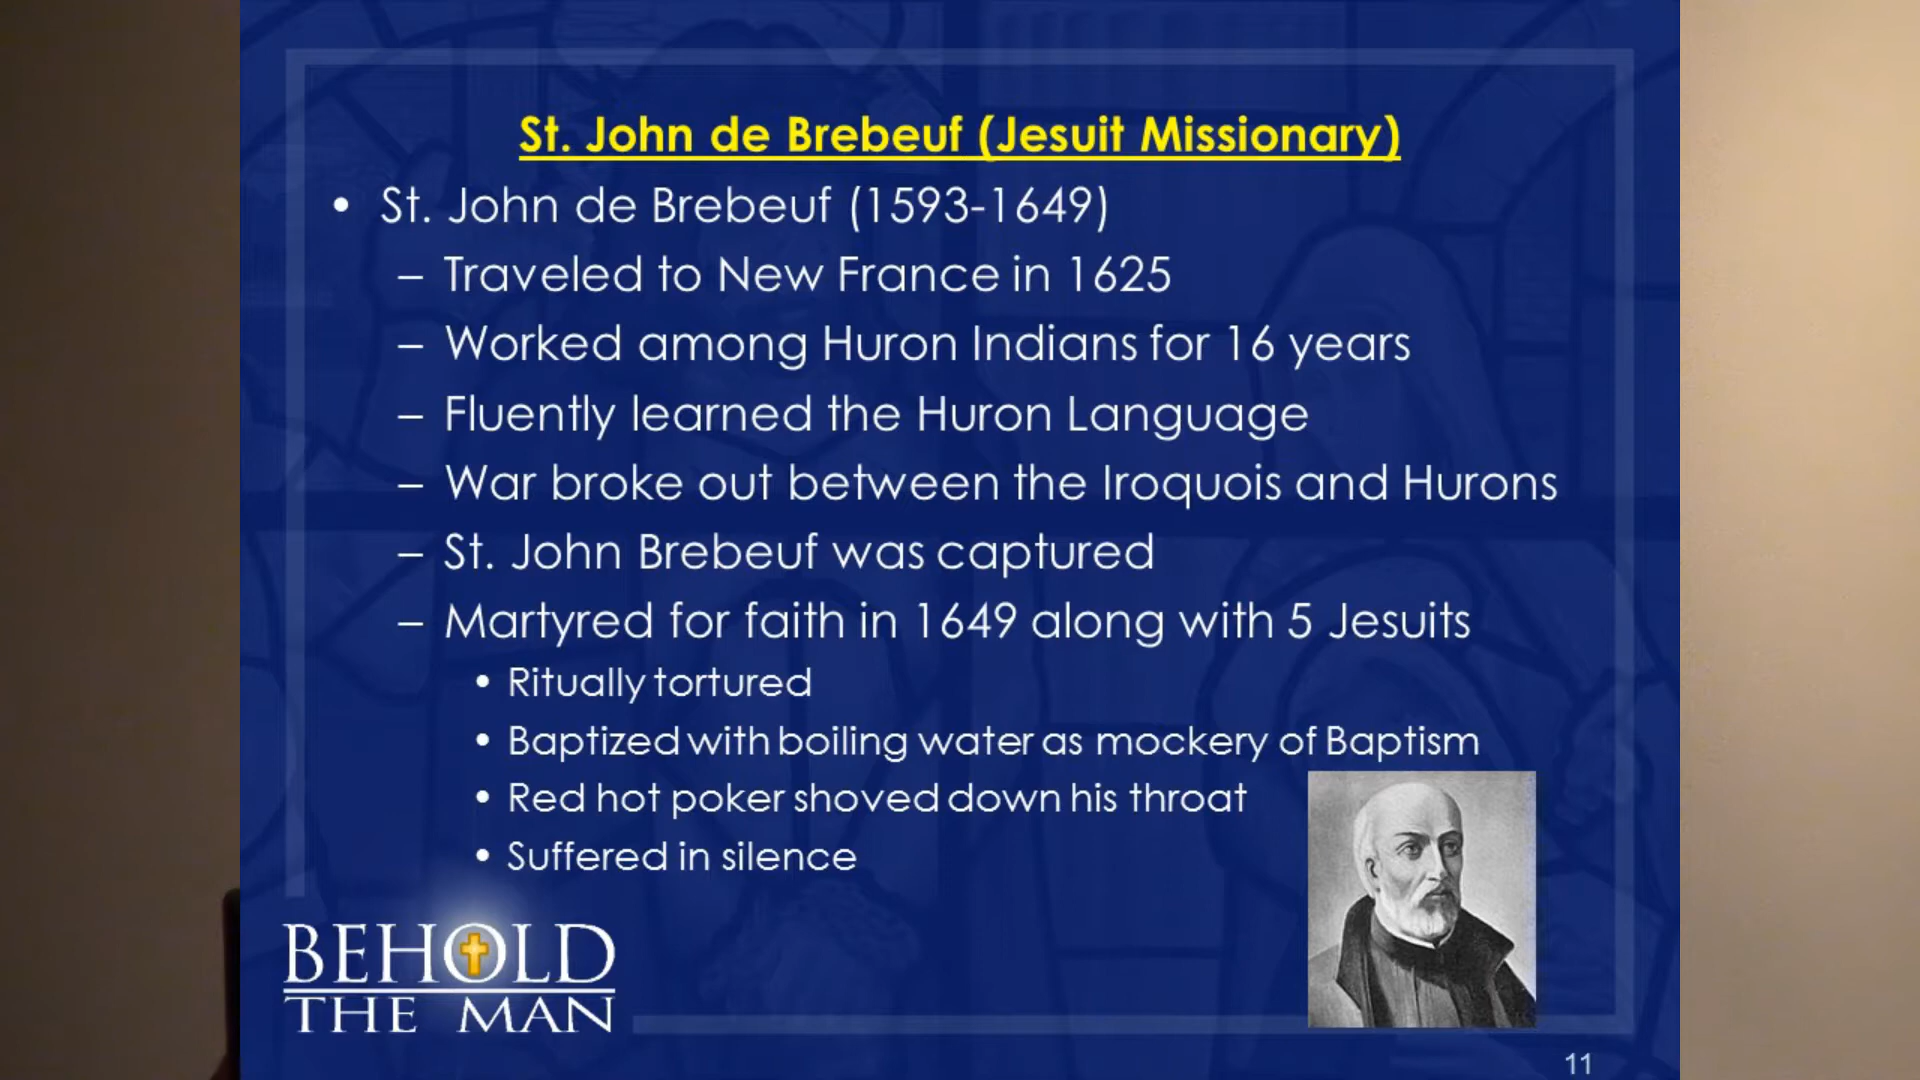 St. John de Brebeuf (Jesuit Missionary)
• St. John de Brebeuf (1593-1649)
– Traveled to New France in 1625
– Worked among Huron Indians for 16 years
– Fluently learned the Huron Language
– War broke out between the Iroquois and Hurons
– St. John Brebeuf was captured
– Martyred for faith in 1649 along with 5 Jesuits
• Ritually tortured
• Baptized with boiling water as mockery of Baptism
• Red hot poker shoved down his throat
• Suffered in silence
BEHOLD
THE MAN
11